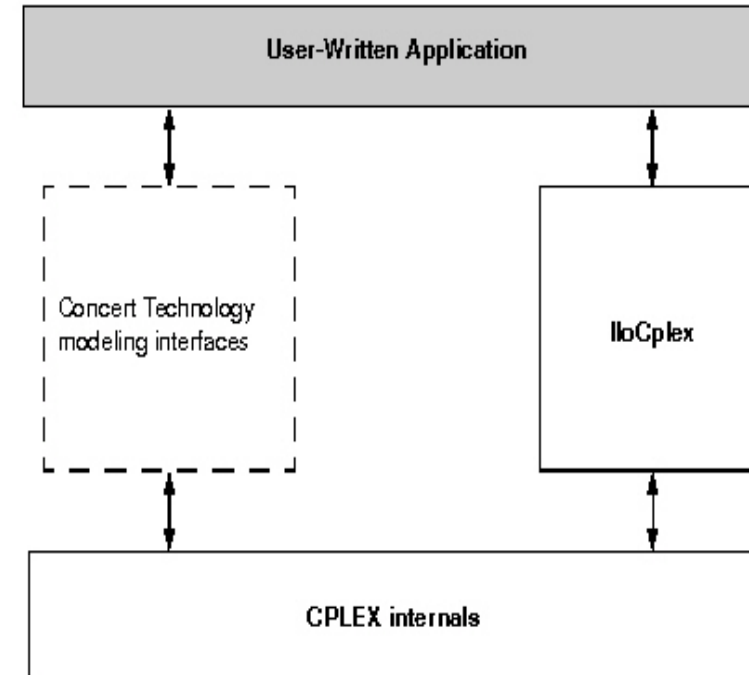 User-Written Application
Concert Technology
modeling interfaces
IloCplex
CPLEX internals